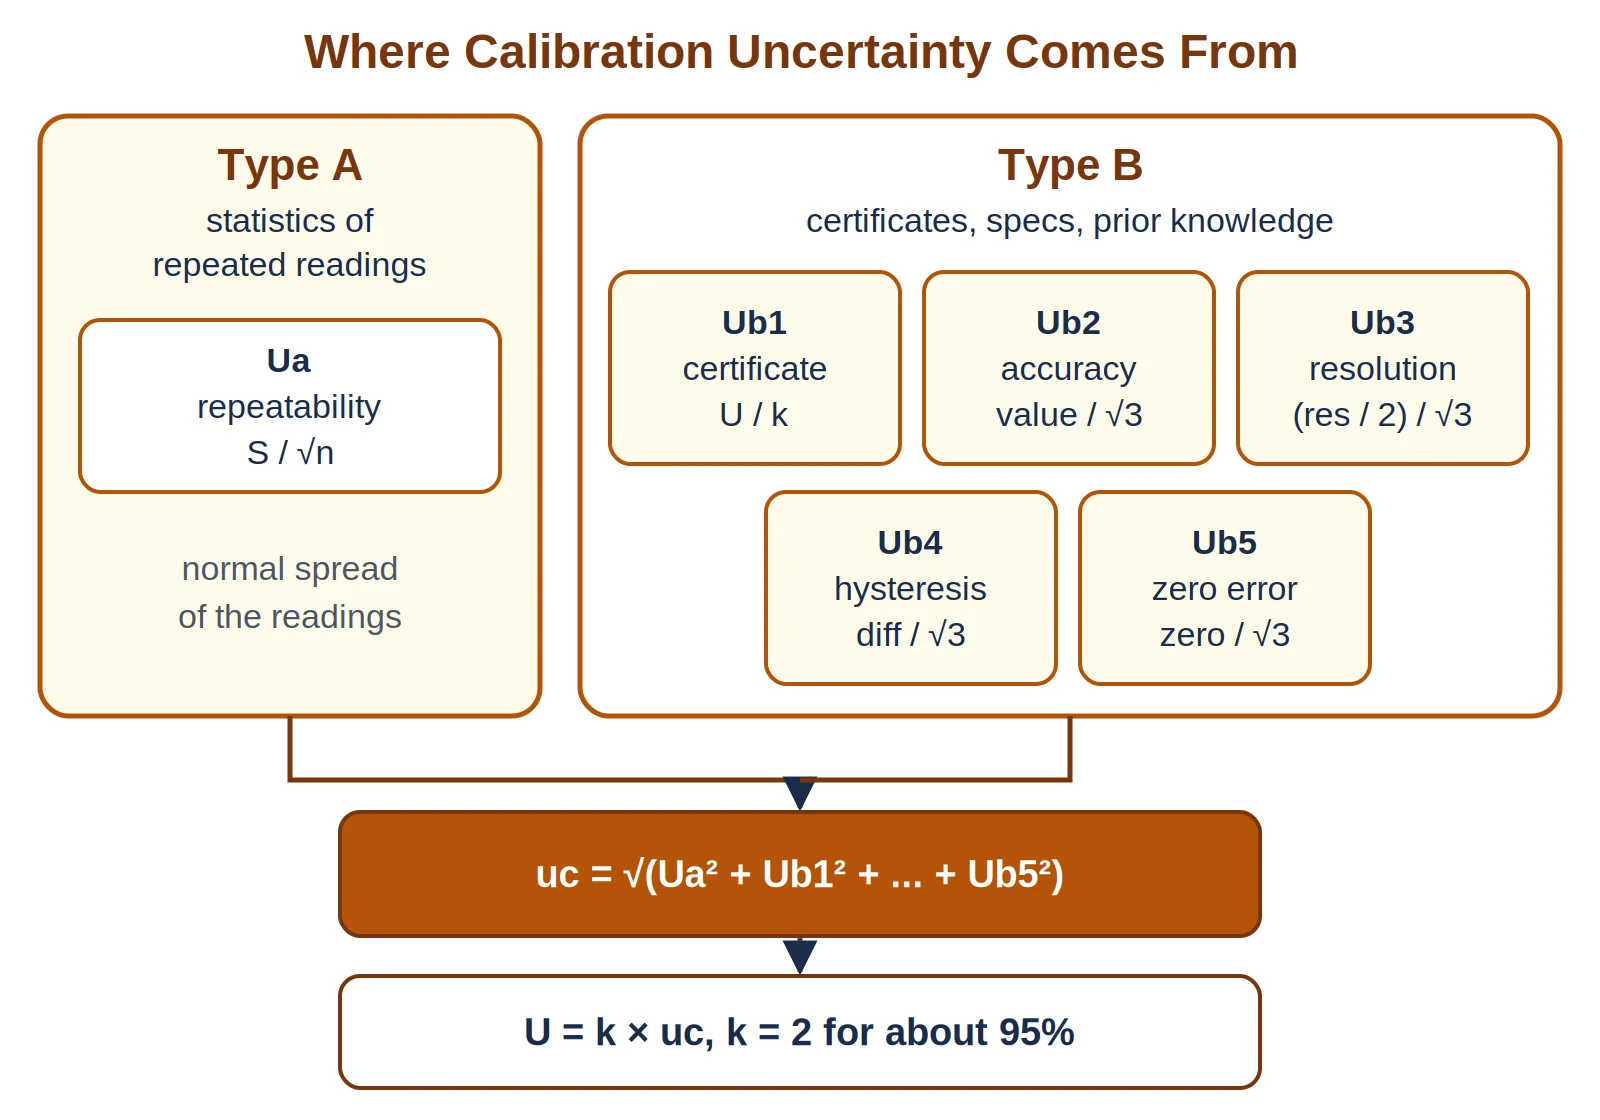 Where Calibration Uncertainty Comes From
Type A
statistics of
repeated readings
Ua
repeatability
S / √n
normal spread
of the readings
Type B
certificates, specs, prior knowledge
Ub1
certificate
U / k
Ub2
accuracy
value / √3
Ub3
resolution
(res / 2) / √3
Ub4
hysteresis
diff / √3
Ub5
zero error
zero / √3
uc = √(Ua² + Ub1² + ... + Ub5²)
U = k × uc, k = 2 for about 95%